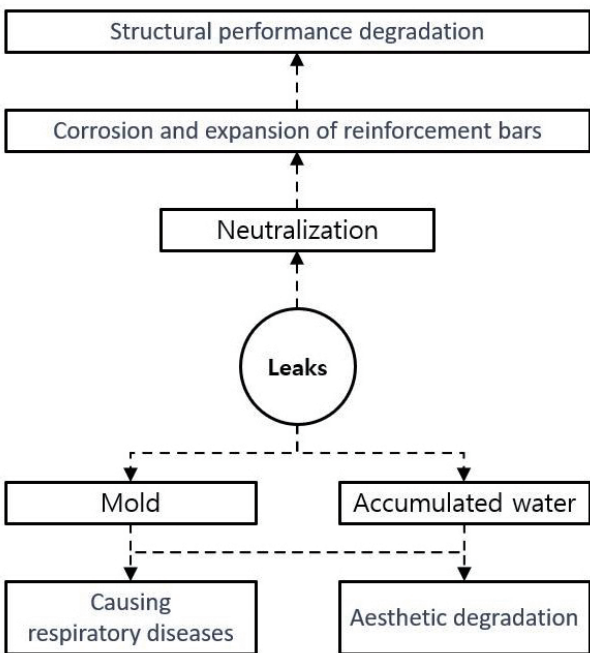 Structural performance degradation
Corrosion and expansion of reinforcement bars
Neutralization
Leaks
Mold
Accumulated water
Causing
respiratory diseases
Aesthetic degradation